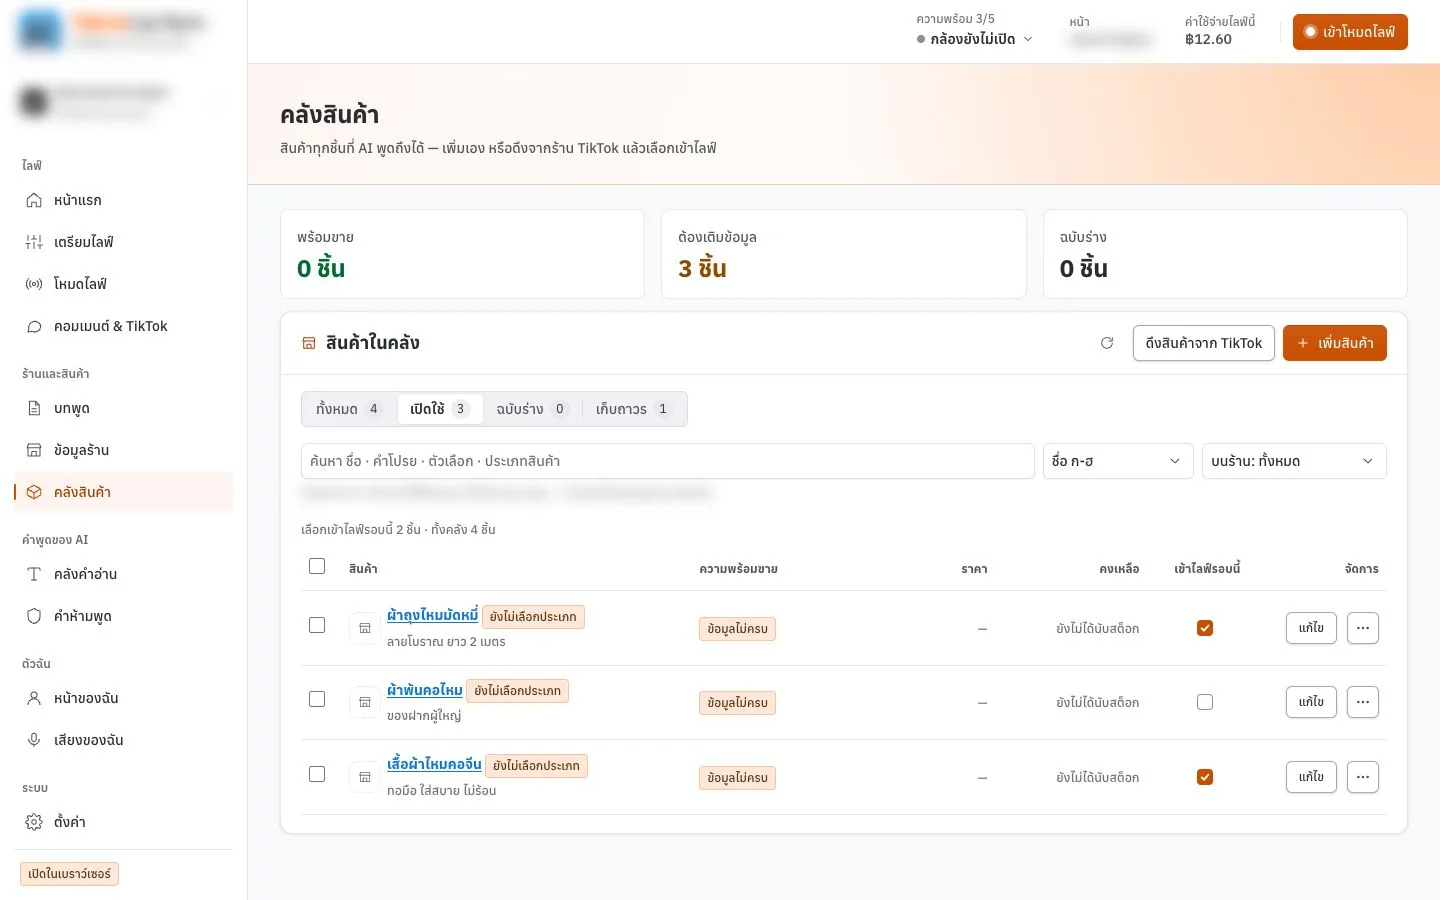 ความพร้อม 3/5
กล้องยังไม่เปิด
หน้า
ค่าใช้จ่ายไลฟ์นี้
฿12.60
เข้าโหมดไลฟ์
ไลฟ์
หน้าแรก
เตรียมไลฟ์
โหมดไลฟ์
คอมเมนต์ & TikTok
ร้านและสินค้า
บทพูด
ข้อมูลร้าน
คลังสินค้า
คำพูดของ AI
คลังคำอ่าน
คำห้ามพูด
ตัวฉัน
หน้าของฉัน
เสียงของฉัน
ระบบ
ตั้งค่า
เปิดในเบราว์เซอร์
คลังสินค้า
สินค้าทุกชิ้นที่ AI พูดถึงได้ — เพิ่มเอง หรือดึงจากร้าน TikTok แล้วเลือกเข้าไลฟ์
พร้อมขาย
0 ชิ้น
ต้องเติมข้อมูล
3 ชิ้น
ฉบับร่าง
0 ชิ้น
สินค้าในคลัง
ดึงสินค้าจาก TikTok
+ เพิ่มสินค้า
ทั้งหมด 4
เปิดใช้ 3
ฉบับร่าง 0
เก็บถาวร 1
ค้นหา ชื่อ · คำโปรย · ตัวเลือก · ประเภทสินค้า
ชื่อ ก-ฮ
บนร้าน: ทั้งหมด
เลือกเข้าไลฟ์รอบนี้ 2 ชิ้น · ทั้งคลัง 4 ชิ้น
สินค้า ความพร้อมขาย ราคา คงเหลือ เข้าไลฟ์รอบนี้ จัดการ
ผ้าถุงไหมมัดหมี่ ยังไม่เลือกประเภท
ลายโบราณ ยาว 2 เมตร
ข้อมูลไม่ครบ — ยังไม่ได้นับสต็อก แก้ไข ...
ผ้าพันคอไหม ยังไม่เลือกประเภท
ของฝากผู้ใหญ่
ข้อมูลไม่ครบ — ยังไม่ได้นับสต็อก แก้ไข ...
เสื้อผ้าไหมคอจีน ยังไม่เลือกประเภท
ทอมือ ใส่สบาย ไม่ร้อน
ข้อมูลไม่ครบ — ยังไม่ได้นับสต็อก แก้ไข ...